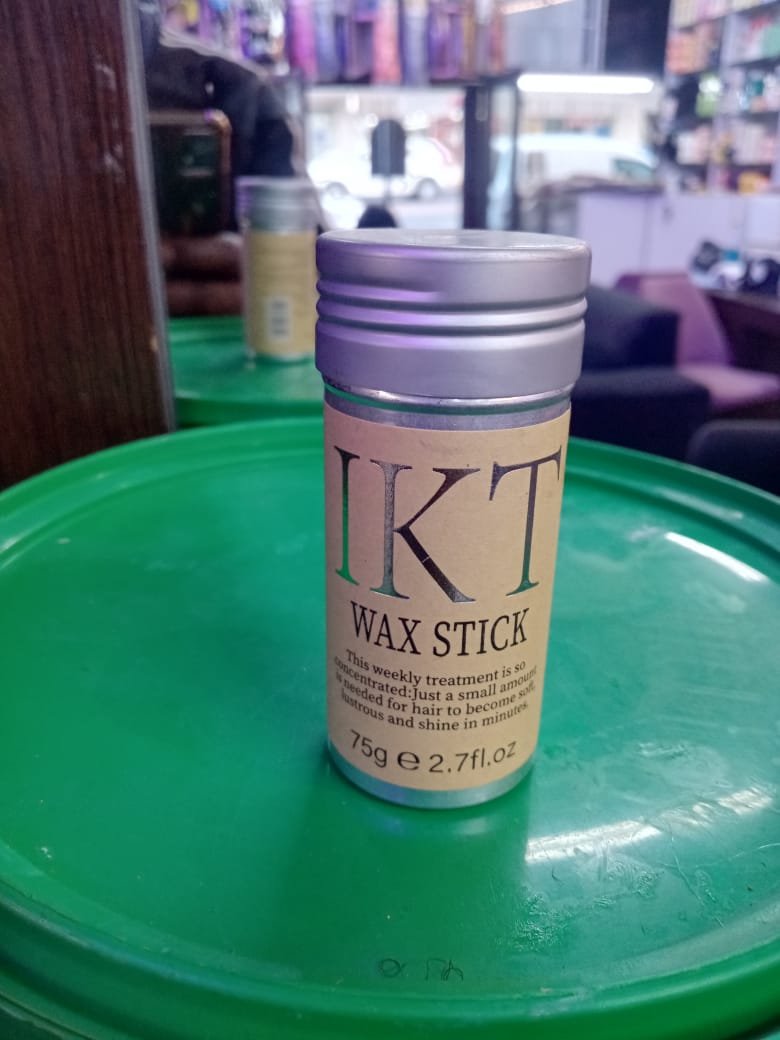 IKT
WAX STICK
This weekly treatment is so
concentrated:Just a small amount
is needed for hair to become soft,
lustrous and shine in minutes.
75g ℮ 2.7fl.oz